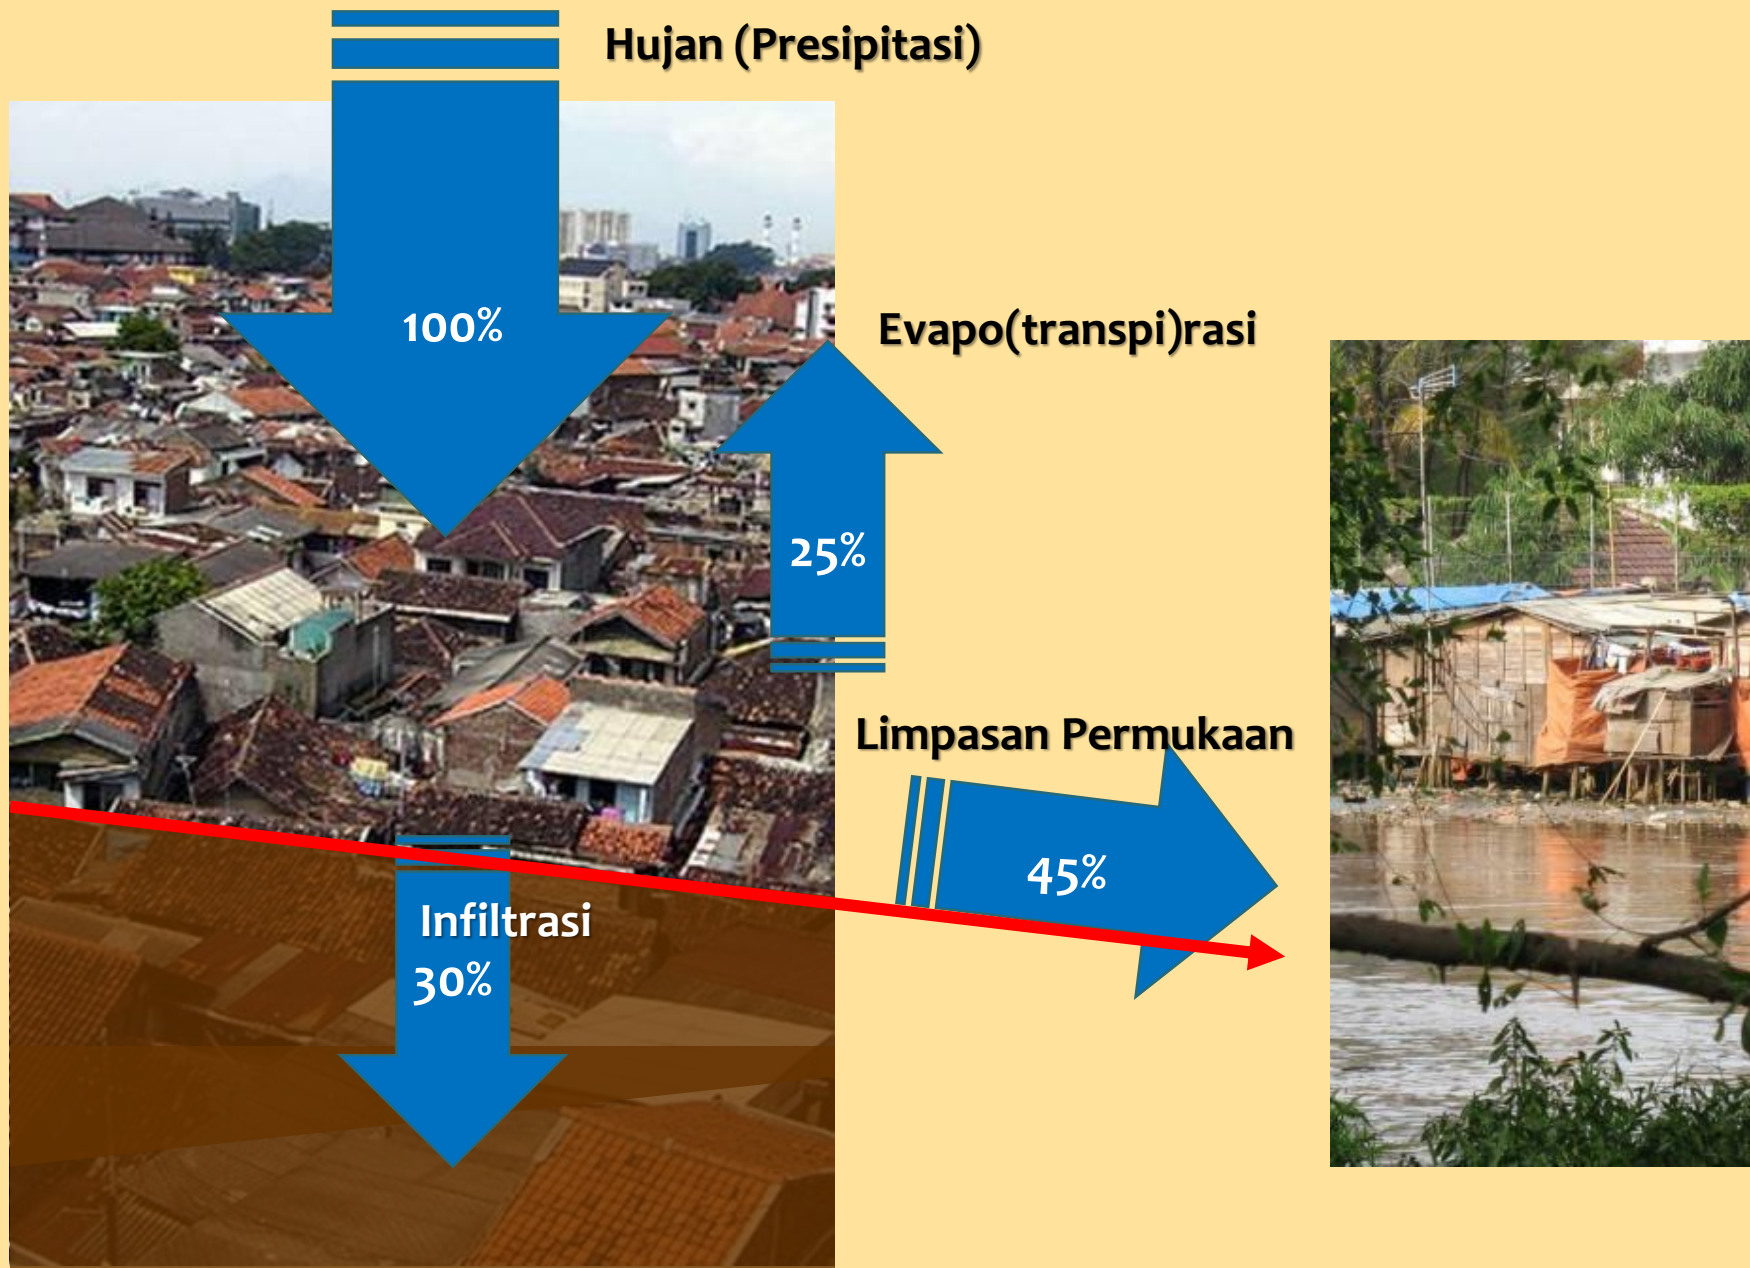 Hujan (Presipitasi)
100%
Evapo(transpi)rasi
25%
Limpasan Permukaan
45%
Infiltrasi
30%